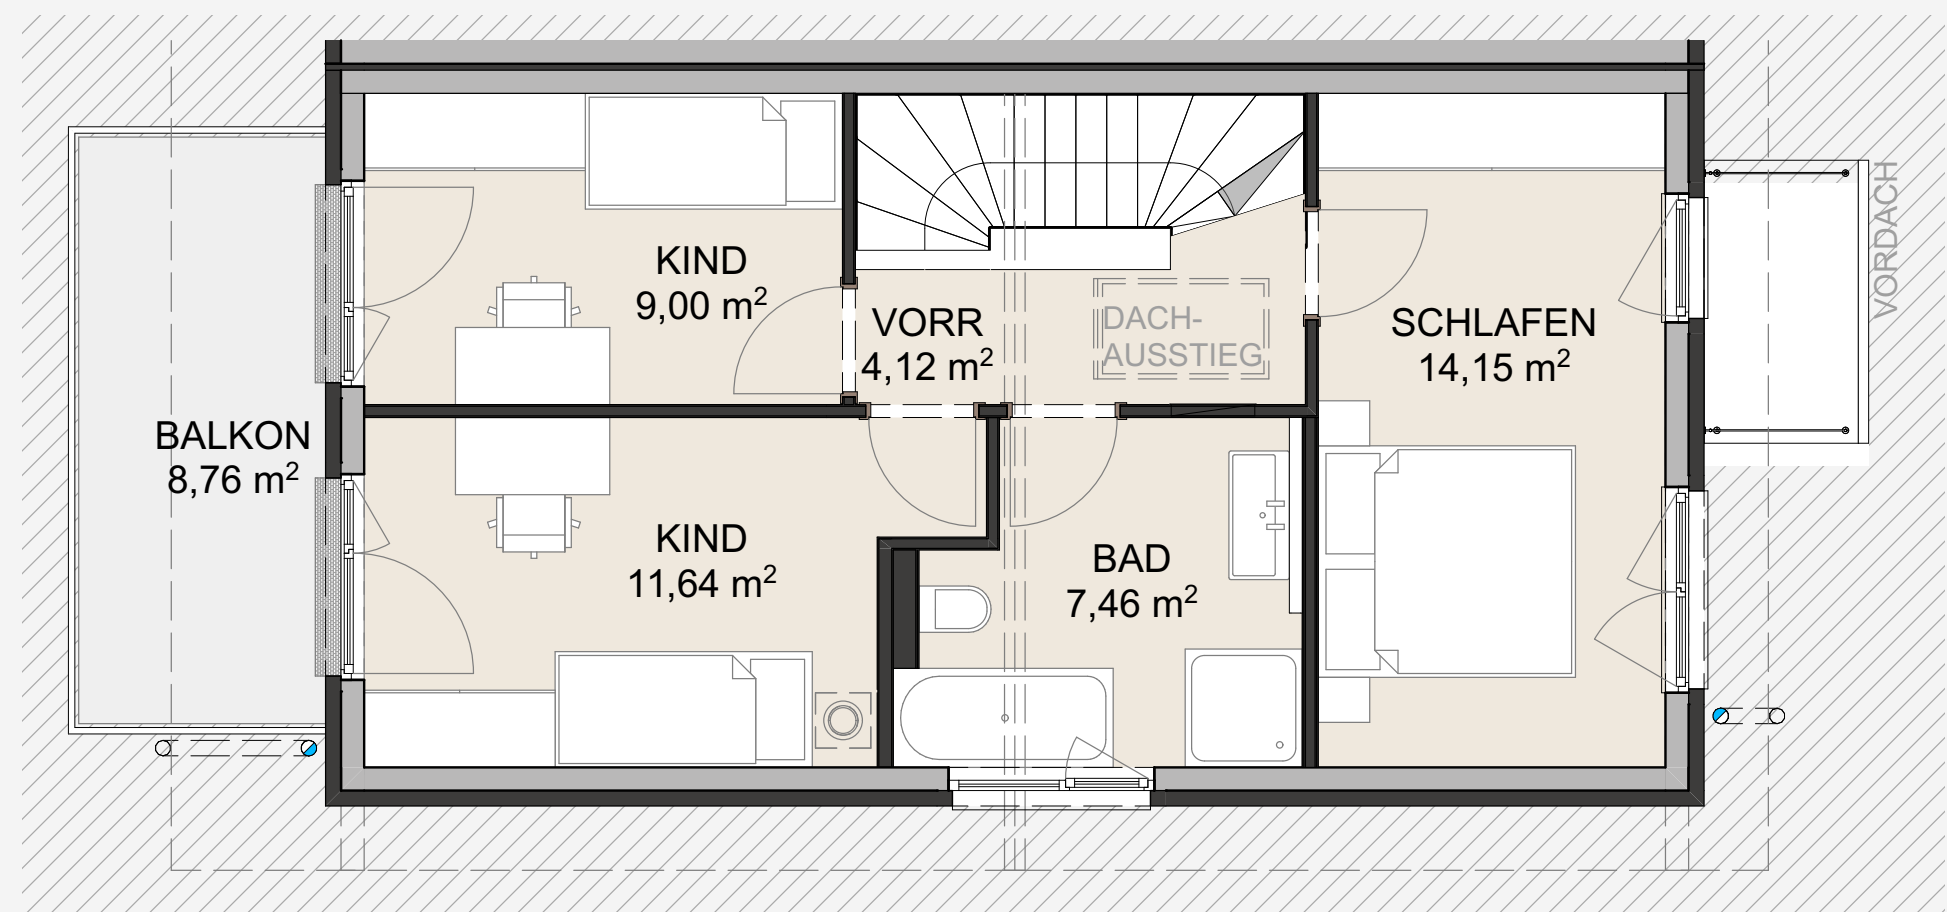 KIND
9,00 m²
VORR
4,12 m²
DACH-
AUSSTIEG
SCHLAFEN
14,15 m²
VORDACH
BALKON
8,76 m²
KIND
11,64 m²
BAD
7,46 m²